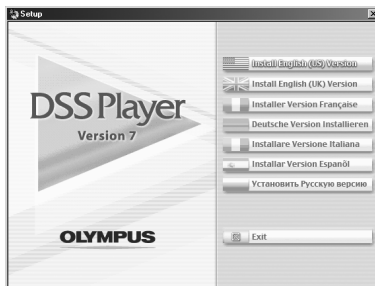 Setup
DSS Player
Version 7
OLYMPUS
Install English (US) Version
Install English (UK) Version
Installer Version Française
Deutsche Version Installieren
Installare Versione Italiana
Installar Version Espanõl
Установить Русскую версию
Exit